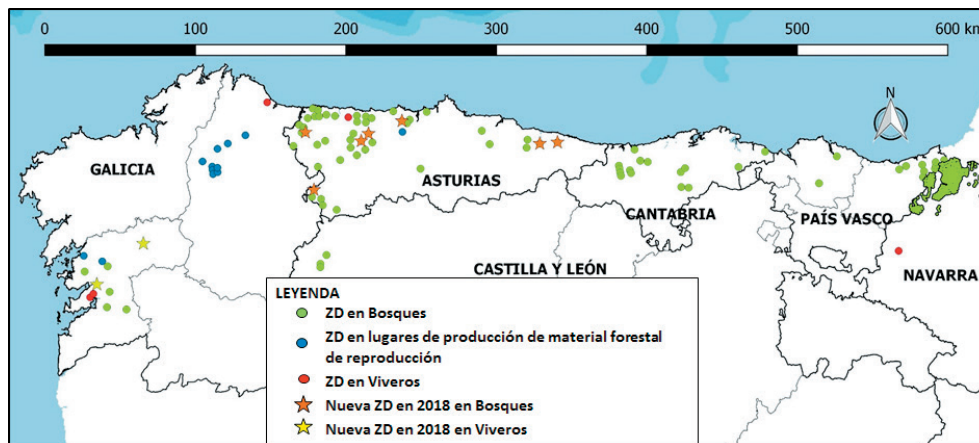 0 100 200 300 400 500 600 km
N
GALICIA
ASTURIAS
CANTABRIA
PAÍS VASCO
NAVARRA
CASTILLA Y LEÓN
LEYENDA
ZD en Bosques
ZD en lugares de producción de material forestal
de reproducción
ZD en Viveros
Nueva ZD en 2018 en Bosques
Nueva ZD en 2018 en Viveros